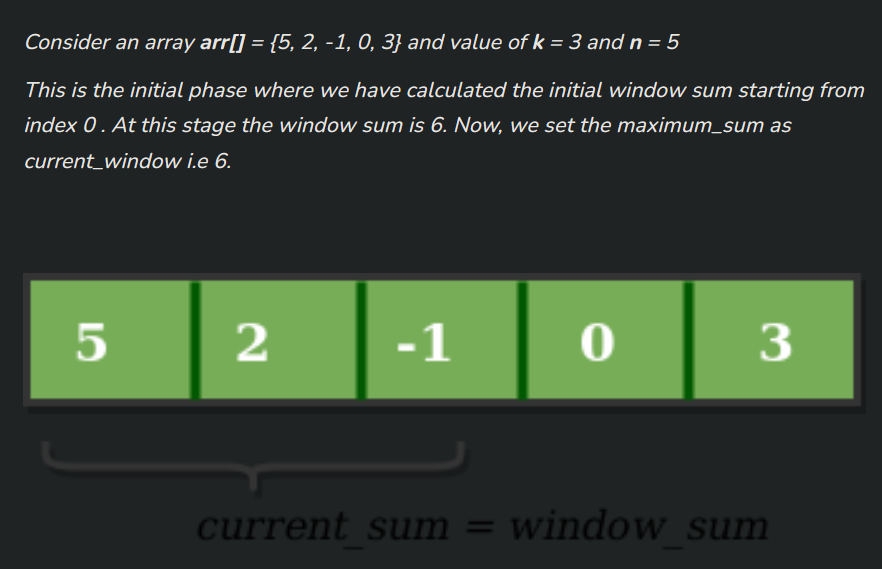 Consider an array arr[] = {5, 2, -1, 0, 3} and value of k = 3 and n = 5
This is the initial phase where we have calculated the initial window sum starting from
index 0 . At this stage the window sum is 6. Now, we set the maximum_sum as
current_window i.e 6.
5 2 -1 0 3
current_sum = window_sum